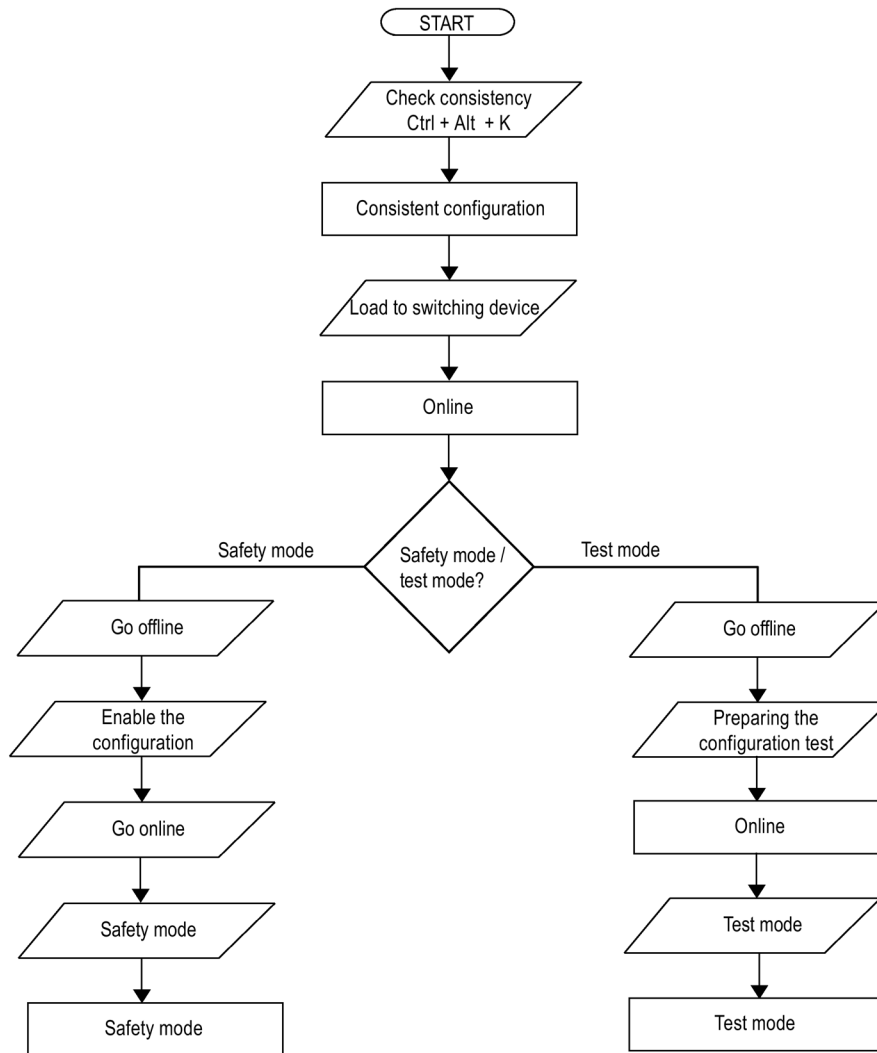 START
Check consistency
Ctrl + Alt + K
Consistent configuration
Load to switching device
Online
Safety mode /
test mode?
Safety mode
Go offline
Enable the
configuration
Go online
Safety mode
Safety mode
Test mode
Go offline
Preparing the
configuration test
Online
Test mode
Test mode